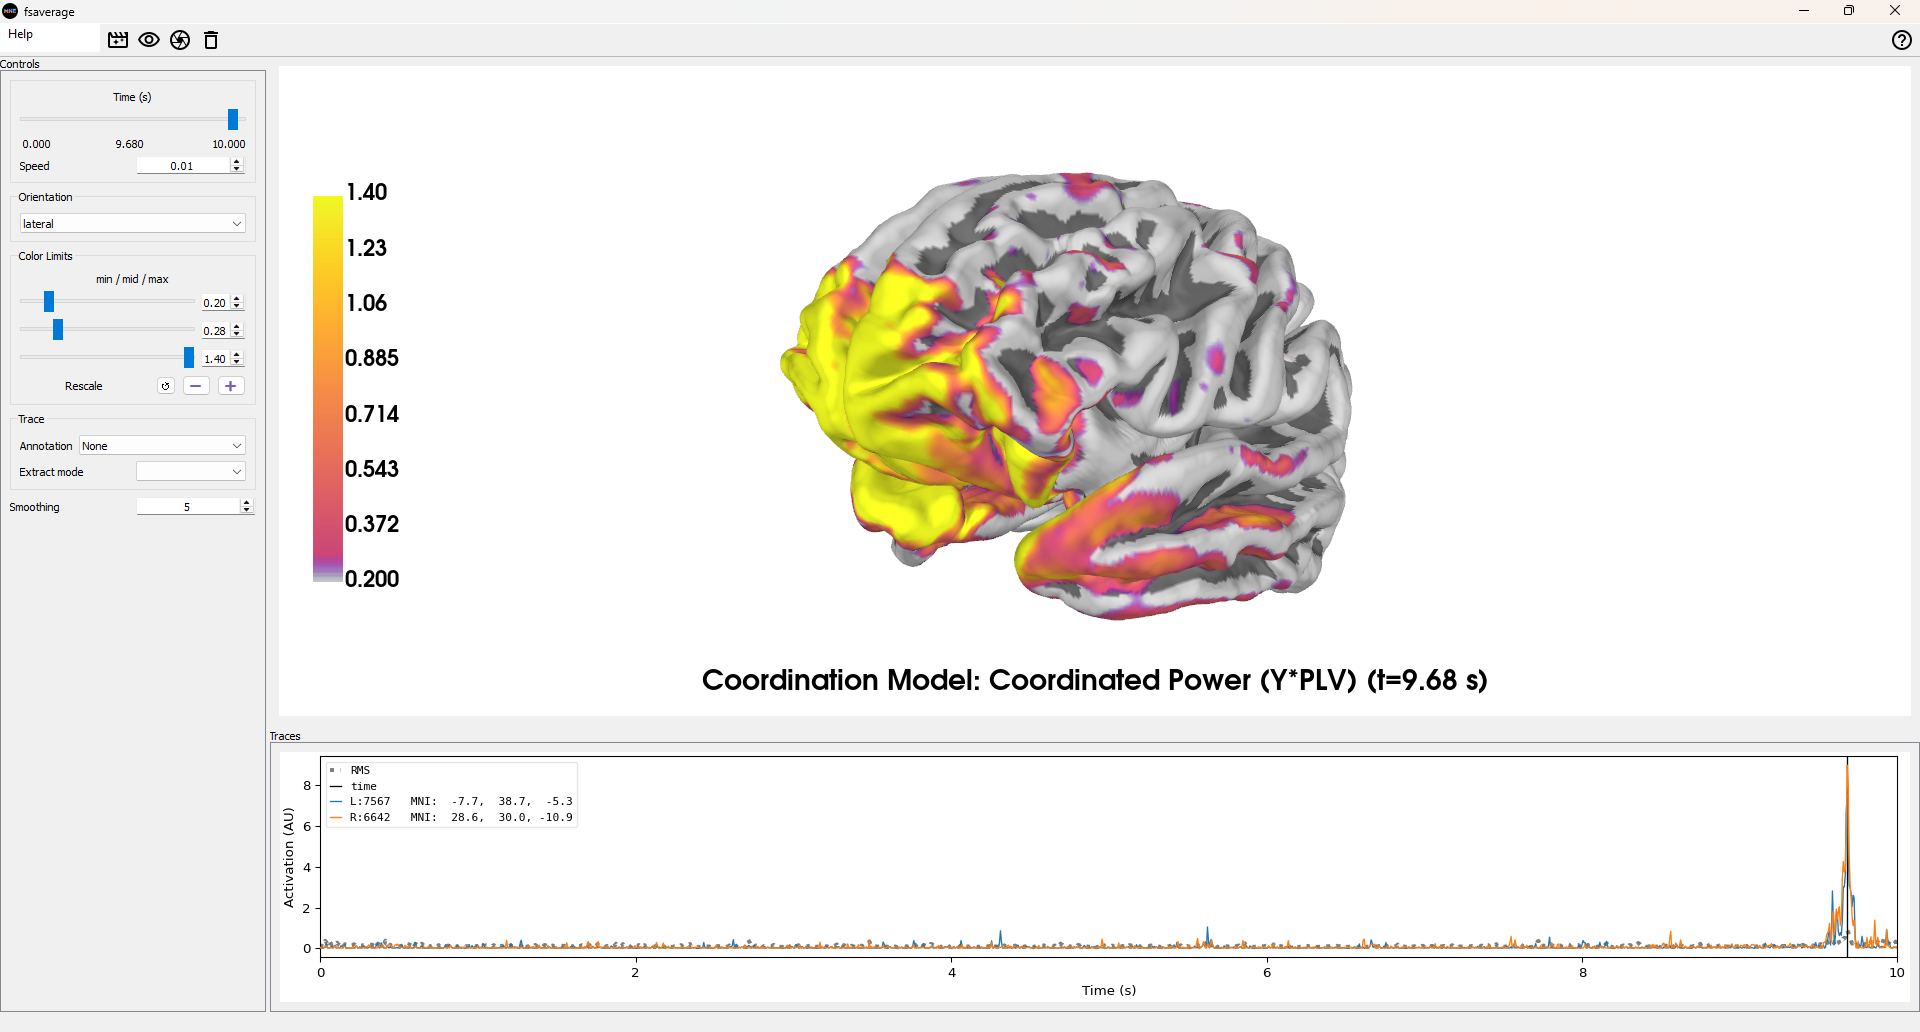 fsaverage
Help
Controls
Time (s)
0.000 9.680 10.000
Speed 0.01
Orientation
lateral
Color Limits
min / mid / max
0.20
0.28
1.40
Rescale
Trace
Annotation None
Extract mode
Smoothing 5
1.40
1.23
1.06
0.885
0.714
0.543
0.372
0.200
Coordination Model: Coordinated Power (Y*PLV) (t=9.68 s)
Traces
RMS
time
L:7567 MNI: -7.7, 38.7, -5.3
R:6642 MNI: 28.6, 30.0, -10.9
Activation (AU)
8
6
4
2
0
0 2 4 6 8 10
Time (s)